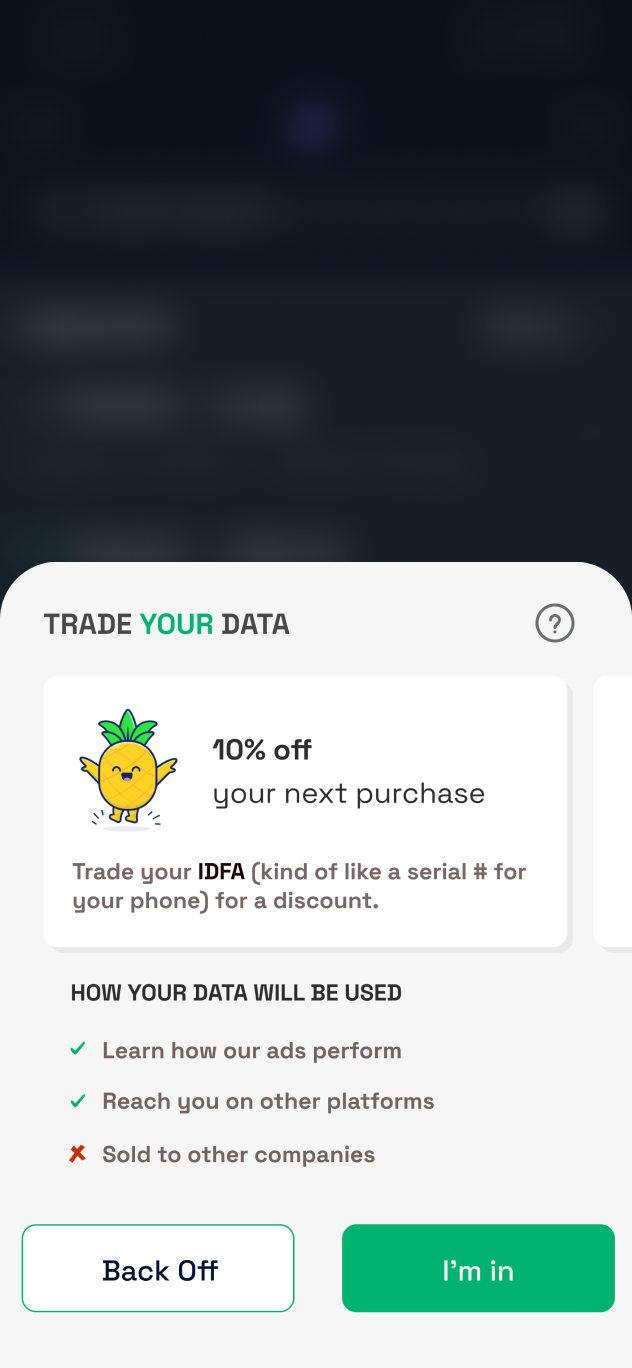 TRADE YOUR DATA
?
10% off
your next purchase
Trade your IDFA (kind of like a serial # for
your phone) for a discount.
HOW YOUR DATA WILL BE USED
Learn how our ads perform
Reach you on other platforms
Sold to other companies
Back Off
I'm in